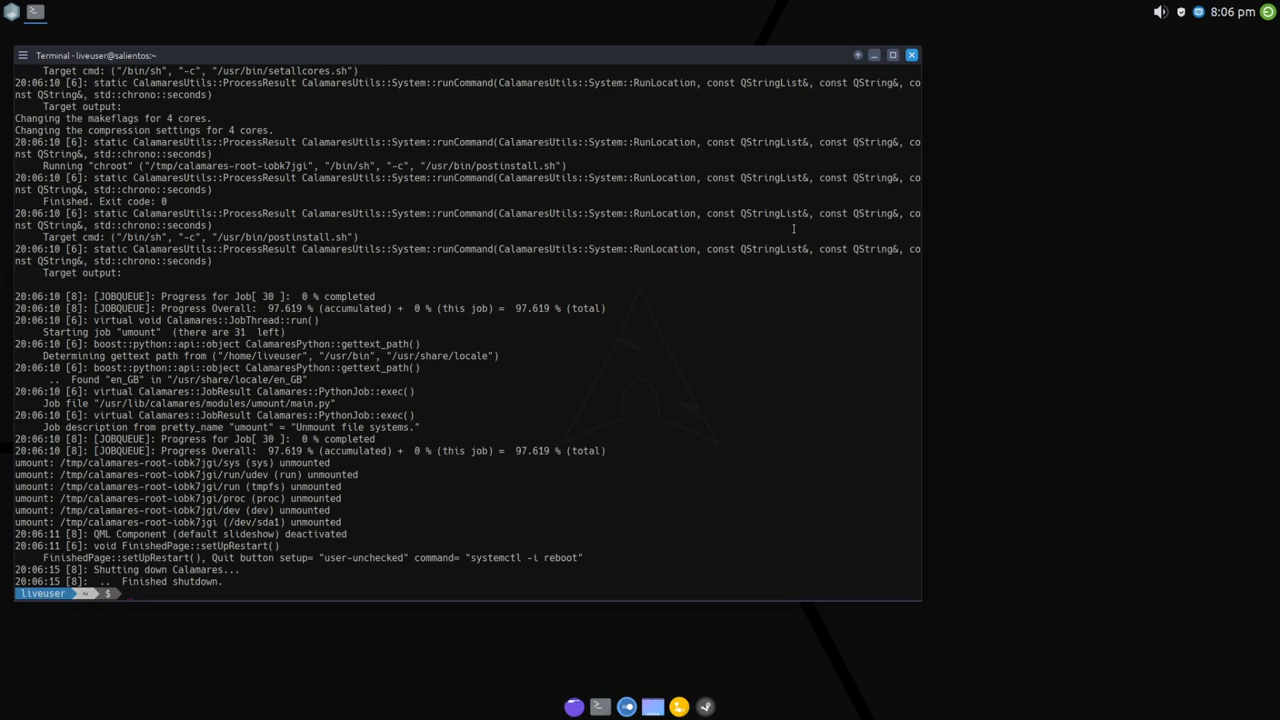 8:06 pm
Terminal - liveuser@salientos:~
Target cmd: ("/bin/sh", "-c", "/usr/bin/setallcores.sh")
20:06:10 [6]: static CalamaresUtils::ProcessResult CalamaresUtils::System::runCommand(CalamaresUtils::System::RunLocation, const QStringList&, const QString&, co
nst QString&, std::chrono::seconds)
Target output:
Changing the makeflags for 4 cores.
Changing the compression settings for 4 cores.
20:06:10 [6]: static CalamaresUtils::ProcessResult CalamaresUtils::System::runCommand(CalamaresUtils::System::RunLocation, const QStringList&, const QString&, co
nst QString&, std::chrono::seconds)
Running "chroot" ("/tmp/calamares-root-iobk7jgi", "/bin/sh", "-c", "/usr/bin/postinstall.sh")
20:06:10 [6]: static CalamaresUtils::ProcessResult CalamaresUtils::System::runCommand(CalamaresUtils::System::RunLocation, const QStringList&, const QString&, co
nst QString&, std::chrono::seconds)
Finished. Exit code: 0
20:06:10 [6]: static CalamaresUtils::ProcessResult CalamaresUtils::System::runCommand(CalamaresUtils::System::RunLocation, const QStringList&, const QString&, co
nst QString&, std::chrono::seconds)
Target cmd: ("/bin/sh", "-c", "/usr/bin/postinstall.sh")
20:06:10 [6]: static CalamaresUtils::ProcessResult CalamaresUtils::System::runCommand(CalamaresUtils::System::RunLocation, const QStringList&, const QString&, co
nst QString&, std::chrono::seconds)
Target output:
20:06:10 [8]: [JOBQUEUE]: Progress for Job[ 30 ]:  0 % completed
20:06:10 [8]: [JOBQUEUE]: Progress Overall:  97.619 % (accumulated) +  0 % (this job) =  97.619 % (total)
20:06:10 [6]: virtual void Calamares::JobThread::run()
Starting job "umount"  (there are 31  left)
20:06:10 [6]: boost::python::api::object CalamaresPython::gettext_path()
Determining gettext path from ("/home/liveuser", "/usr/bin", "/usr/share/locale")
20:06:10 [6]: boost::python::api::object CalamaresPython::gettext_path()
..  Found "en_GB" in "/usr/share/locale/en_GB"
20:06:10 [6]: virtual Calamares::JobResult Calamares::PythonJob::exec()
Job file "/usr/lib/calamares/modules/umount/main.py"
20:06:10 [6]: virtual Calamares::JobResult Calamares::PythonJob::exec()
Job description from pretty_name "umount" = "Unmount file systems."
20:06:10 [8]: [JOBQUEUE]: Progress for Job[ 30 ]:  0 % completed
20:06:10 [8]: [JOBQUEUE]: Progress Overall:  97.619 % (accumulated) +  0 % (this job) =  97.619 % (total)
umount: /tmp/calamares-root-iobk7jgi/sys (sys) unmounted
umount: /tmp/calamares-root-iobk7jgi/run/udev (run) unmounted
umount: /tmp/calamares-root-iobk7jgi/run (tmpfs) unmounted
umount: /tmp/calamares-root-iobk7jgi/proc (proc) unmounted
umount: /tmp/calamares-root-iobk7jgi/dev (dev) unmounted
umount: /tmp/calamares-root-iobk7jgi (/dev/sda1) unmounted
20:06:11 [8]: QML Component (default slideshow) deactivated
20:06:11 [6]: void FinishedPage::setUpRestart()
FinishedPage::setUpRestart(), Quit button setup= "user-unchecked" command= "systemctl -i reboot"
20:06:15 [8]: Shutting down Calamares...
20:06:15 [8]:  ..  Finished shutdown.
liveuser ~ $